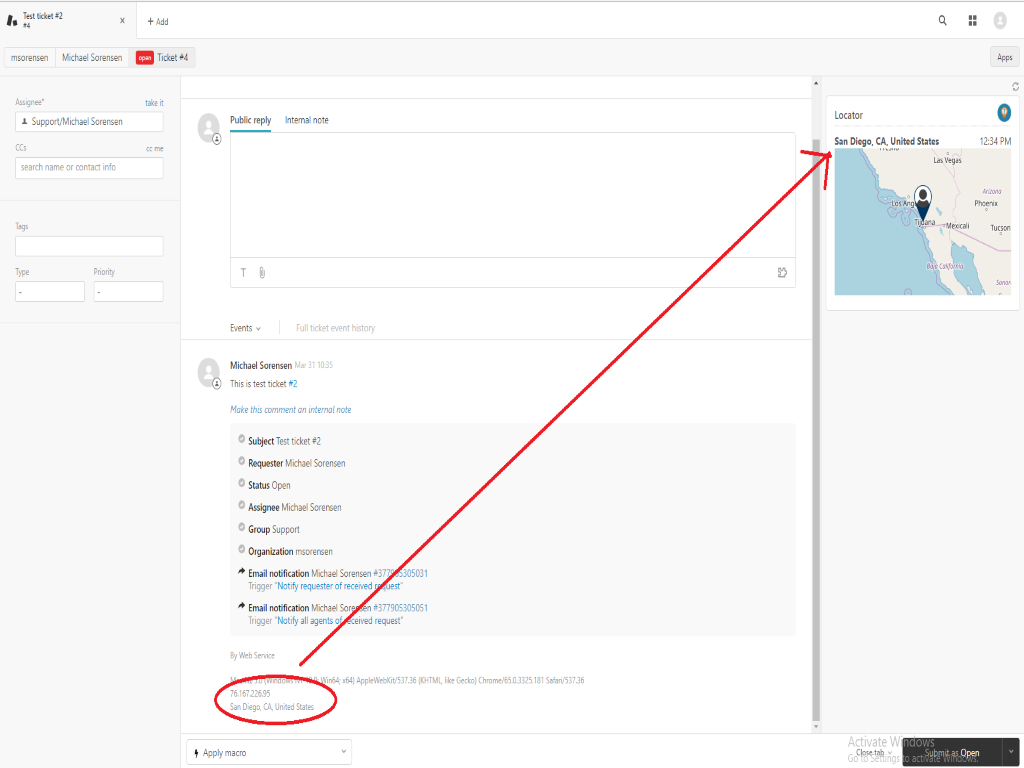 Test ticket #2
#4
x
+ Add
msorensen
Michael Sorensen
open Ticket #4
Apps
Assignee*
take it
Support/Michael Sorensen
CCs
cc me
search name or contact info
Tags
Type
Priority
-
-
Public reply
Internal note
T
Events
Full ticket event history
Michael Sorensen Mar 31 10:35
This is test ticket #2
Make this comment an internal note
Subject Test ticket #2
Requester Michael Sorensen
Status Open
Assignee Michael Sorensen
Group Support
Organization msorensen
Email notification Michael Sorensen #377905305031
Trigger "Notify requester of received request"
Email notification Michael Sorensen #377905305051
Trigger "Notify all agents of received request"
By Web Service
(Windows Win64; x64) AppleWebKit/537.36 (KHTML, like Gecko) Chrome/65.0.3325.181 Safari/537.36
76.167.226.95
San Diego, CA, United States
Apply macro
Locator
San Diego, CA, United States
12:34 PM
Las Vegas
Arizona
Los Ang
Phoenix
Tijuana
Mexicali
Tucson
Baja California
Sonor
Activate Windows
Go to Settings to activate Windows.
Close tab
Submit as Open